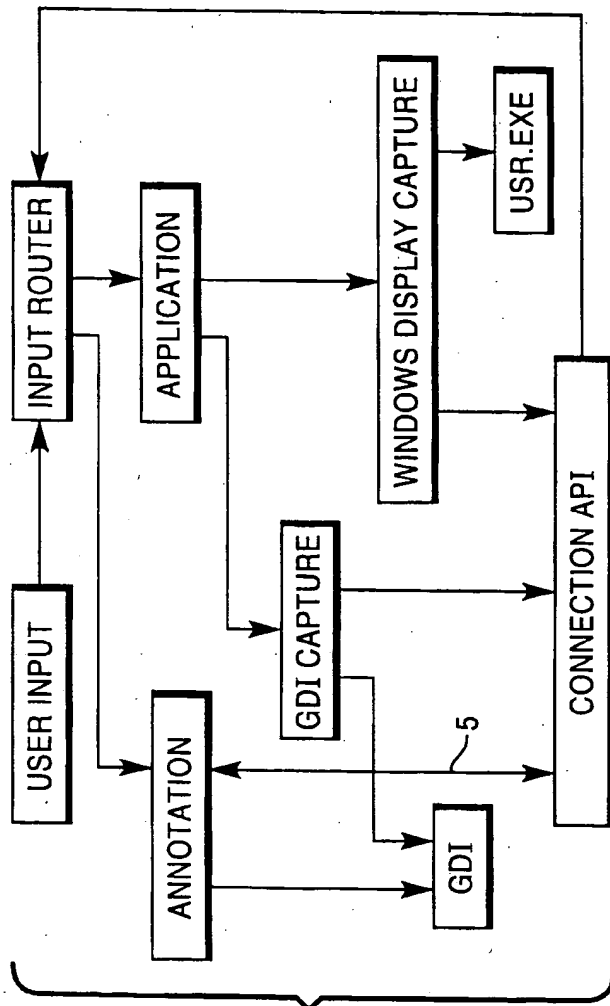 USER INPUT
INPUT ROUTER
ANNOTATION
APPLICATION
GDI CAPTURE
WINDOWS DISPLAY CAPTURE
5
GDI
USR.EXE
CONNECTION API